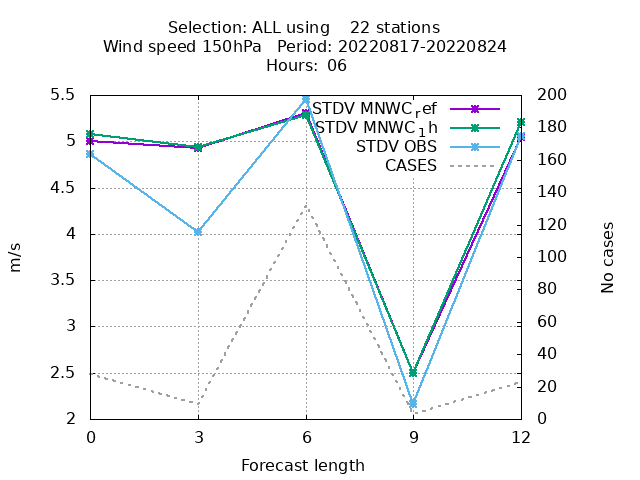 Selection: ALL using    22 stations
Wind speed 150hPa   Period: 20220817-20220824
Hours:  06
5.5
5
4.5
4
3.5
3
2.5
2
m/s
200
180
160
140
120
100
80
60
40
20
0
No cases
STDV MNWC_ref
STDV MNWC_1h
STDV OBS
CASES
0 3 6 9 12
Forecast length